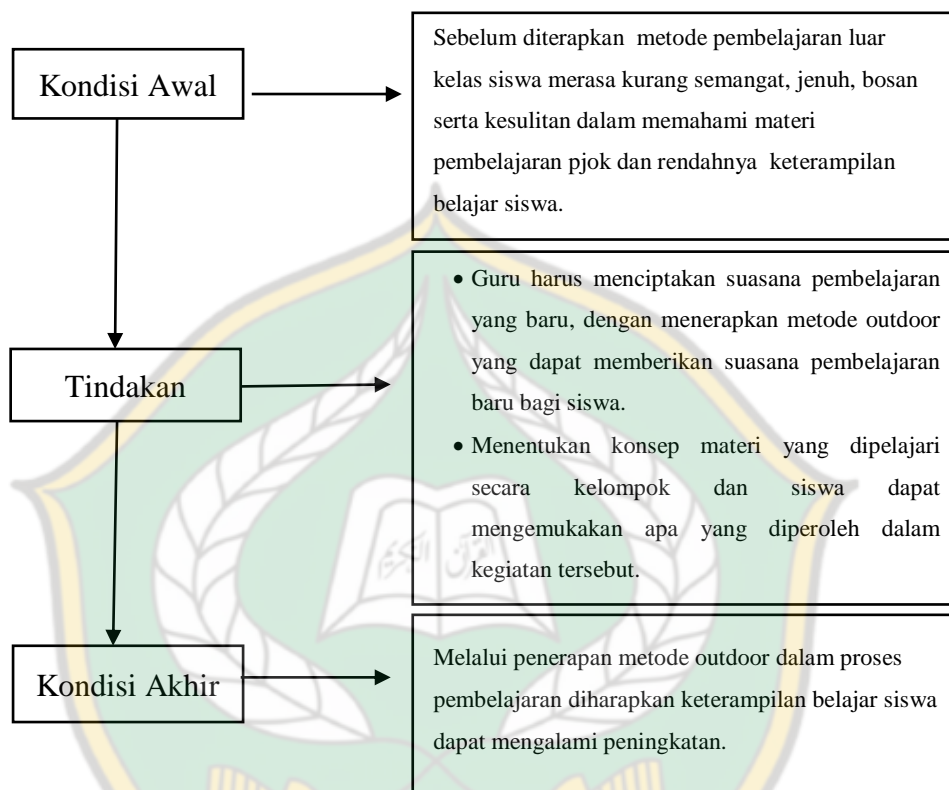 Kondisi Awal
Sebelum diterapkan metode pembelajaran luar
kelas siswa merasa kurang semangat, jenuh, bosan
serta kesulitan dalam memahami materi
pembelajaran pjok dan rendahnya keterampilan
belajar siswa.
Tindakan
• Guru harus menciptakan suasana pembelajaran
yang baru, dengan menerapkan metode outdoor
yang dapat memberikan suasana pembelajaran
baru bagi siswa.
• Menentukan konsep materi yang dipelajari
secara kelompok dan siswa dapat
mengemukakan apa yang diperoleh dalam
kegiatan tersebut.
القرآن الكريم
Kondisi Akhir
Melalui penerapan metode outdoor dalam proses
pembelajaran diharapkan keterampilan belajar siswa
dapat mengalami peningkatan.